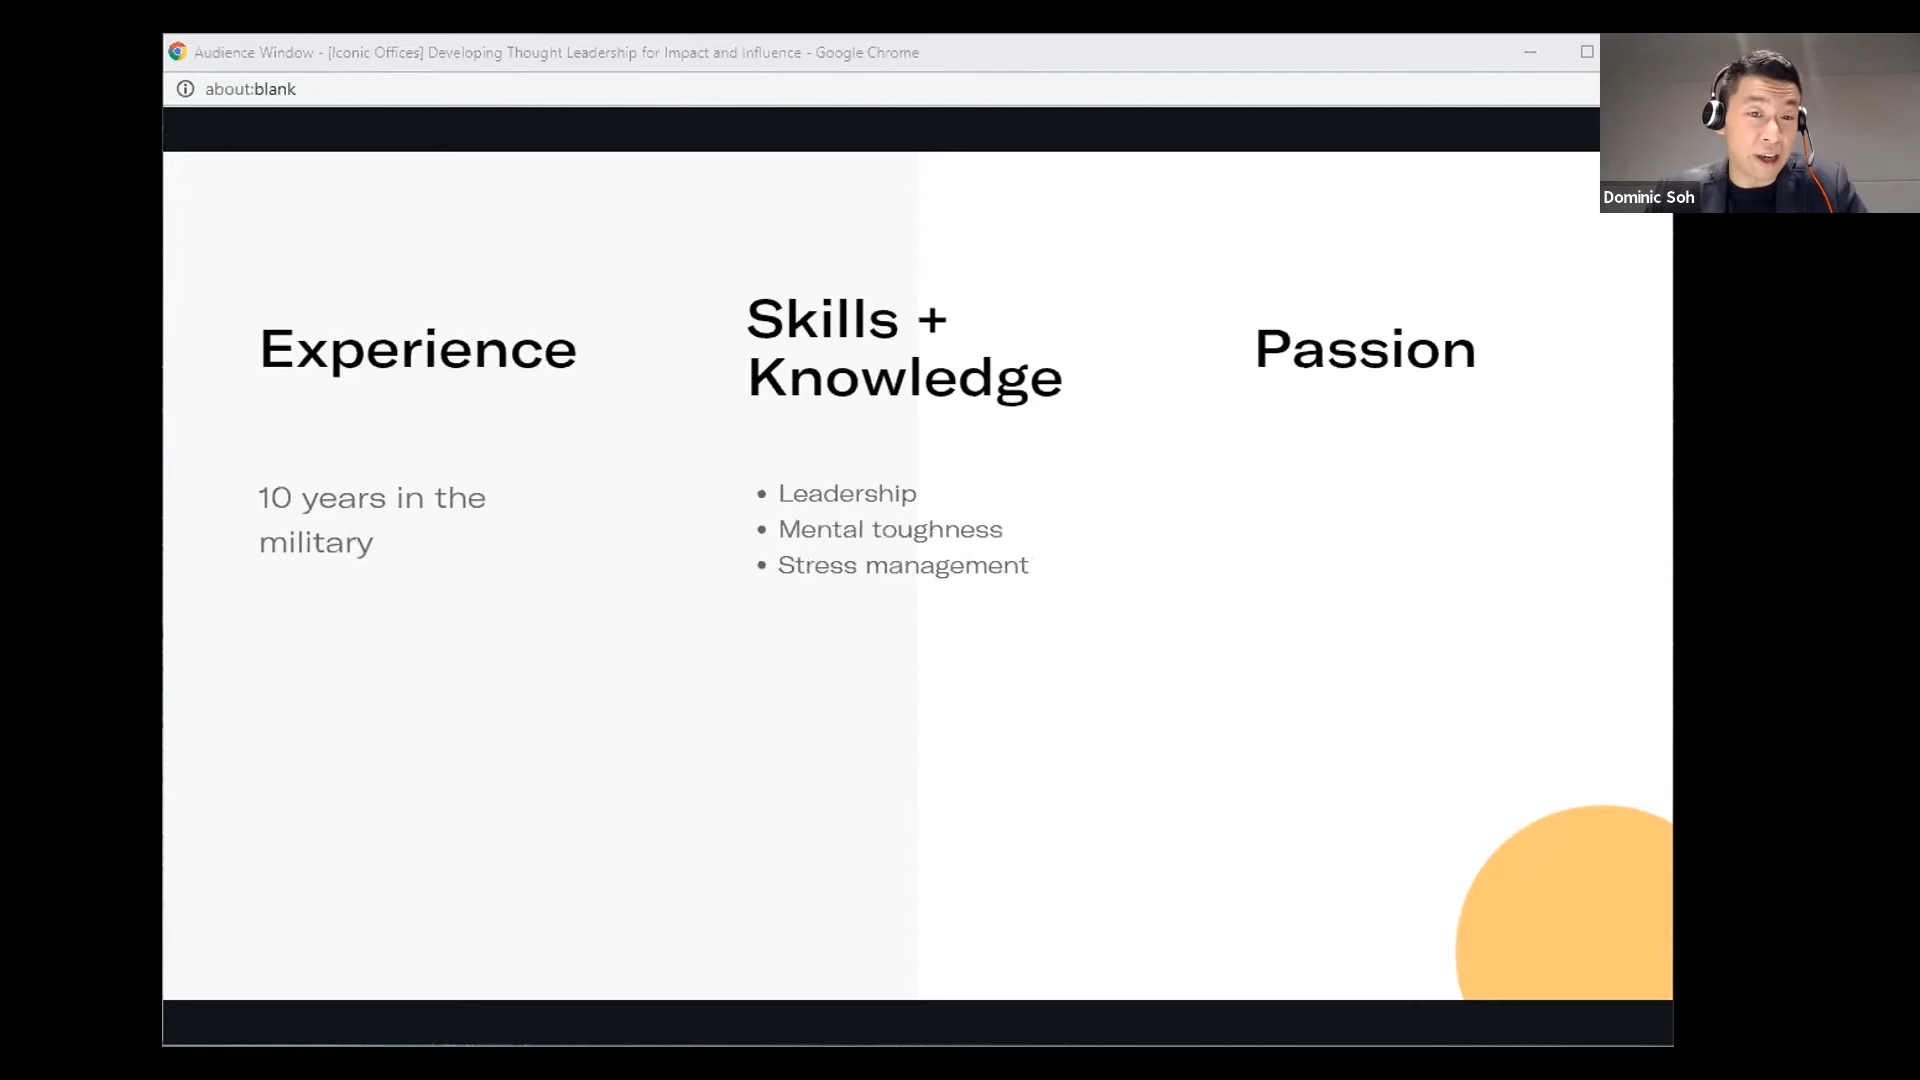 Audience Window - [Iconic Offices] Developing Thought Leadership for Impact and Influence - Google Chrome
about:blank
Dominic Soh
Experience
Skills +
Knowledge
Passion
10 years in the
military
• Leadership
• Mental toughness
• Stress management